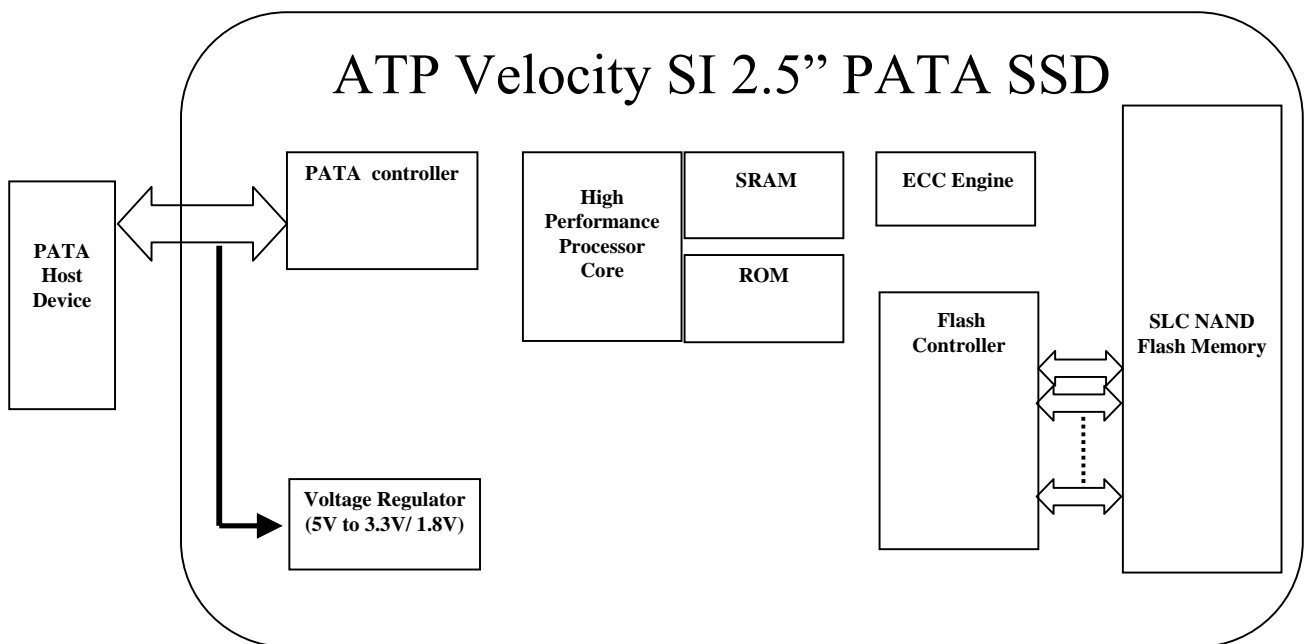 ATP Velocity SI 2.5” PATA SSD
PATA
Host
Device
PATA controller
High
Performance
Processor
Core
SRAM
ROM
ECC Engine
Flash
Controller
SLC NAND
Flash Memory
Voltage Regulator
(5V to 3.3V/ 1.8V)